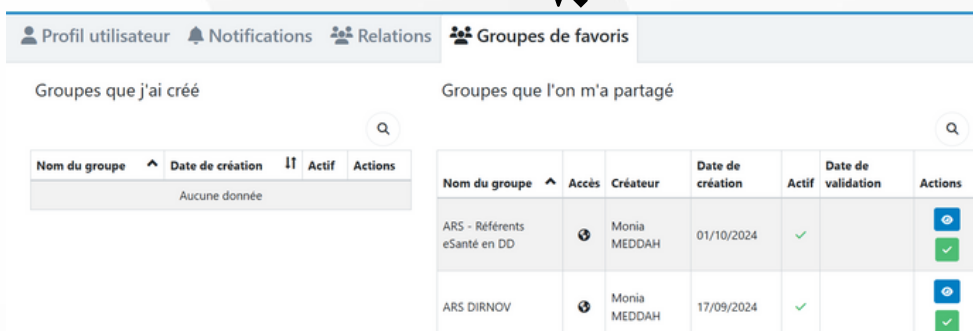 Profil utilisateur Notifications Relations Groupes de favoris
Groupes que j'ai créé
Nom du groupe Date de création Actif Actions
Aucune donnée
Groupes que l'on m'a partagé
Nom du groupe Accès Créateur Date de création Actif Date de validation Actions
ARS - Référents eSanté en DD Monia MEDDAH 01/10/2024
ARS DIRNOV Monia MEDDAH 17/09/2024